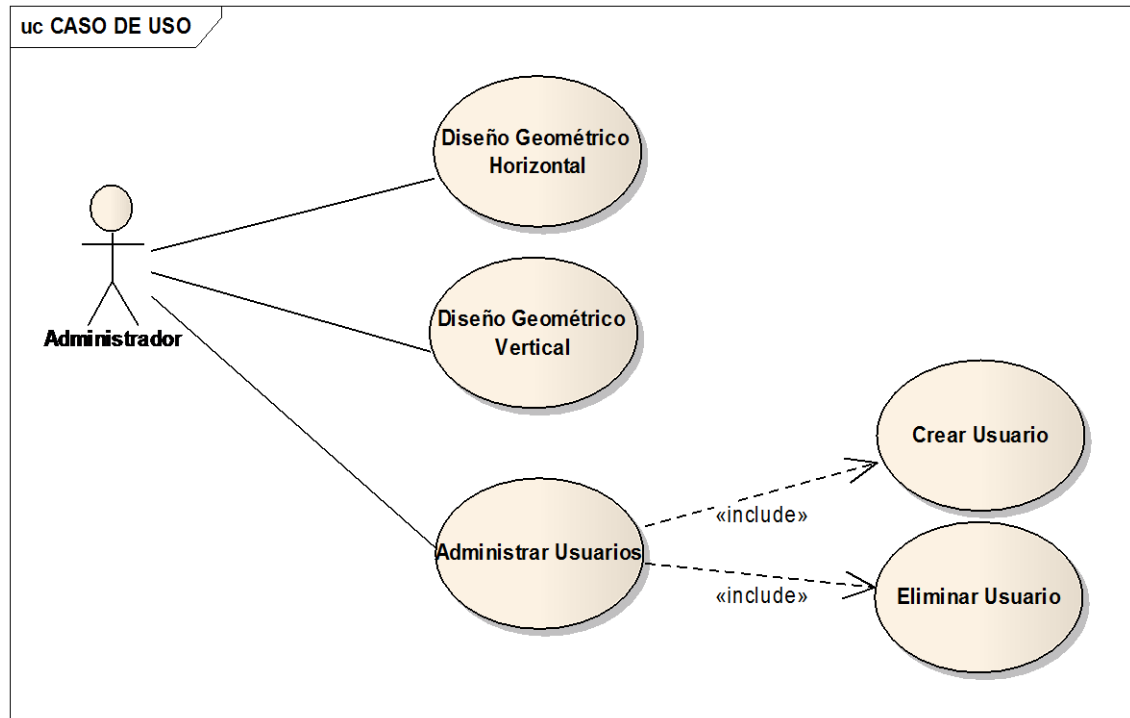 uc CASO DE USO
Diseño Geométrico
Horizontal
Administrador
Diseño Geométrico
Vertical
Crear Usuario
«include»
Administrar Usuarios
«include»
Eliminar Usuario